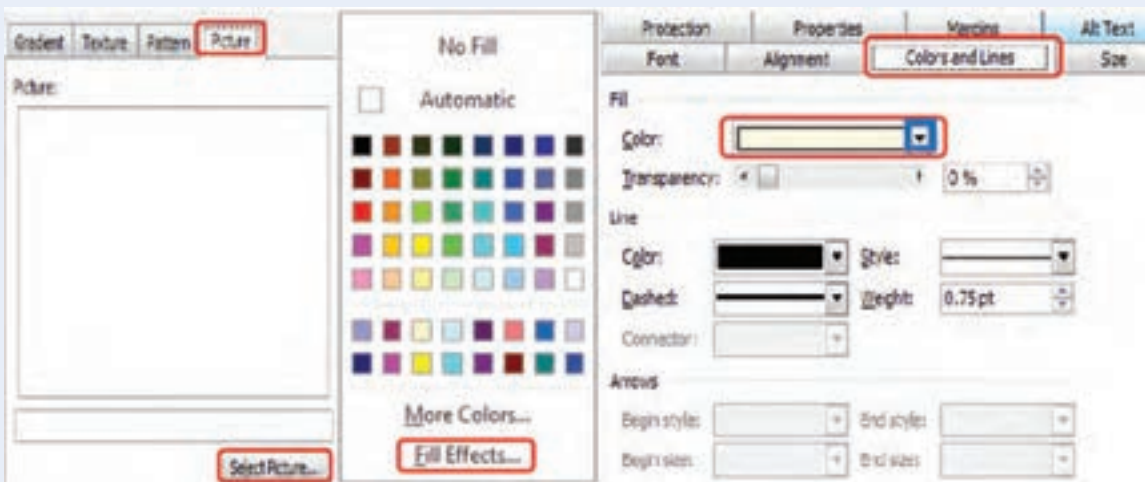 Gradient Texture Pattern Picture
Picture:
Select Picture...
No Fill
Automatic
More Colors...
Fill Effects...
Protection Properties Margins Alt Text
Font Alignment Colors and Lines Size
Fill
Color:
Transparency: 0 %
Line
Color: Style:
Dashed: Weight: 0.75 pt
Connector:
Arrows
Begin style: End style:
Begin size: End size: